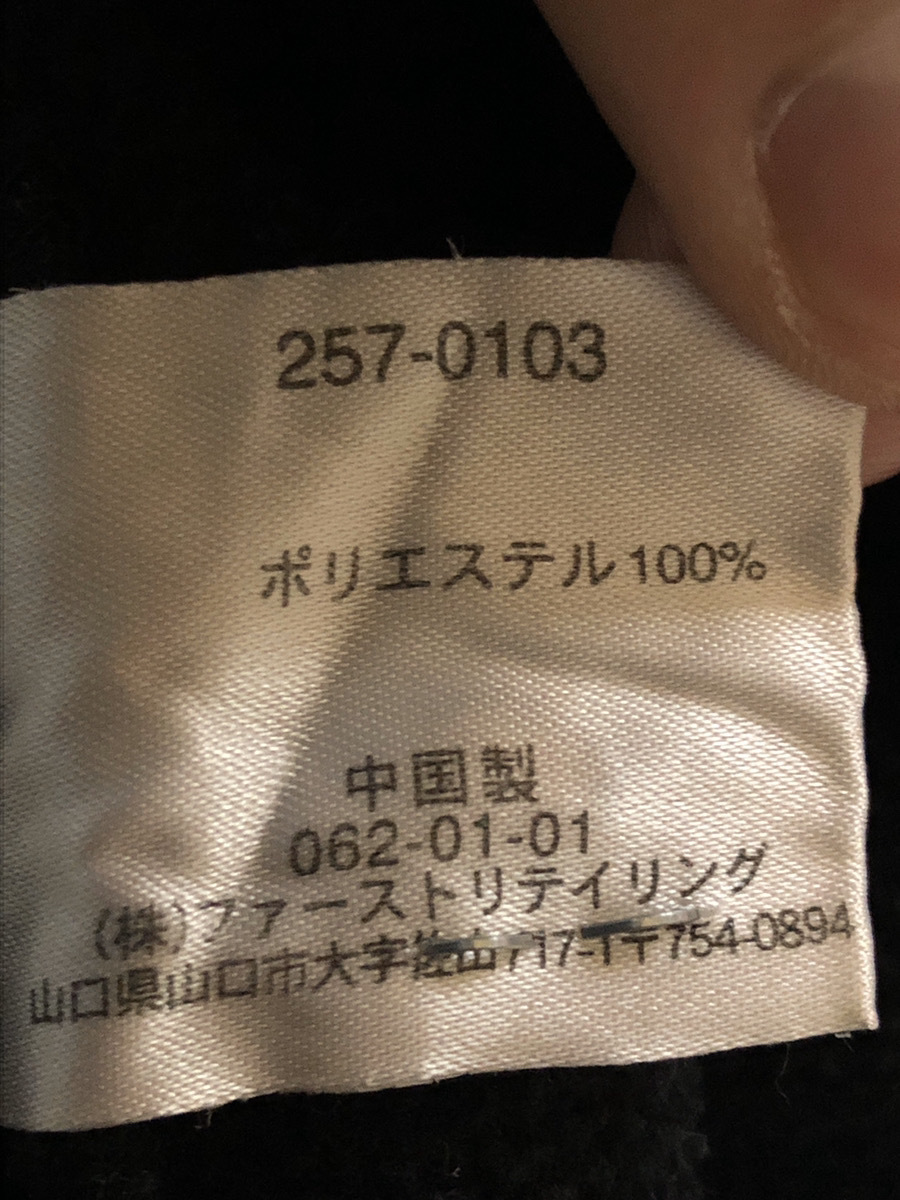 257-0103
ポリエステル100%
中国製
062-01-01
(株)ファーストリテイリング
山口県山口市大字佐山717-1〒754-0894